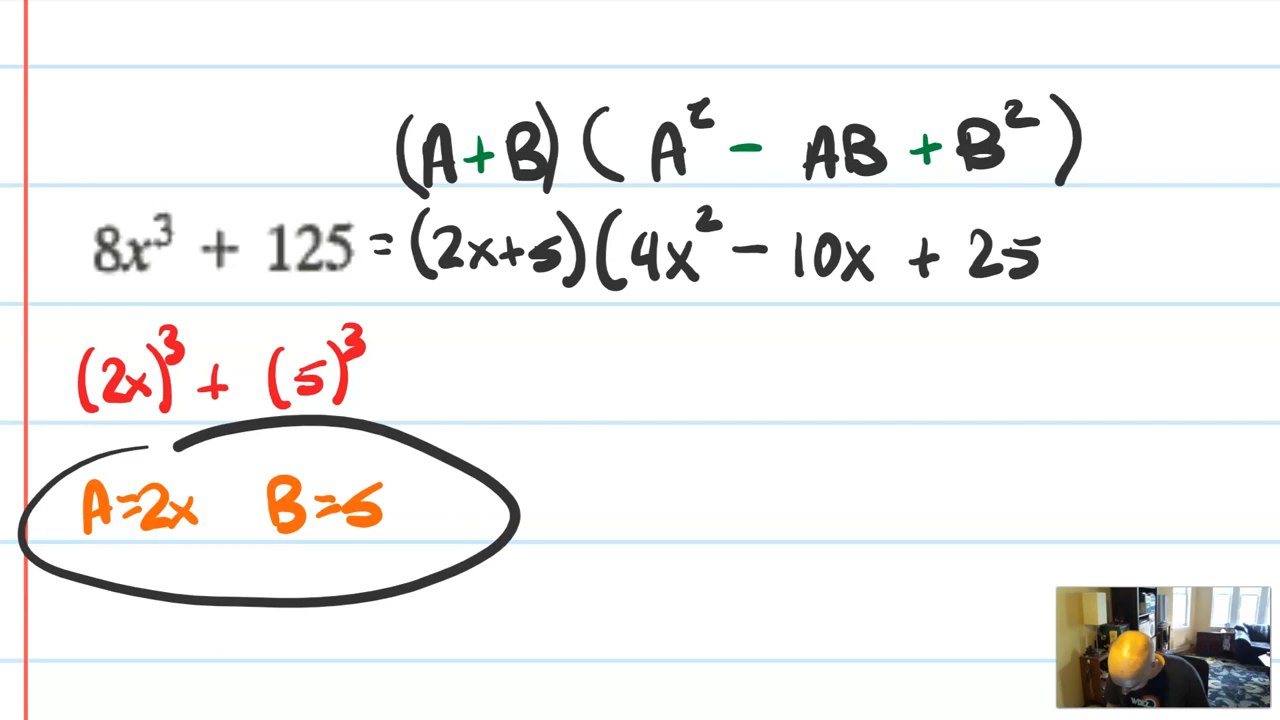 (A+B)(A² - AB + B²)
8x³ + 125 = (2x+5)(4x² - 10x + 25
(2x)³ + (5)³
A=2x B=5